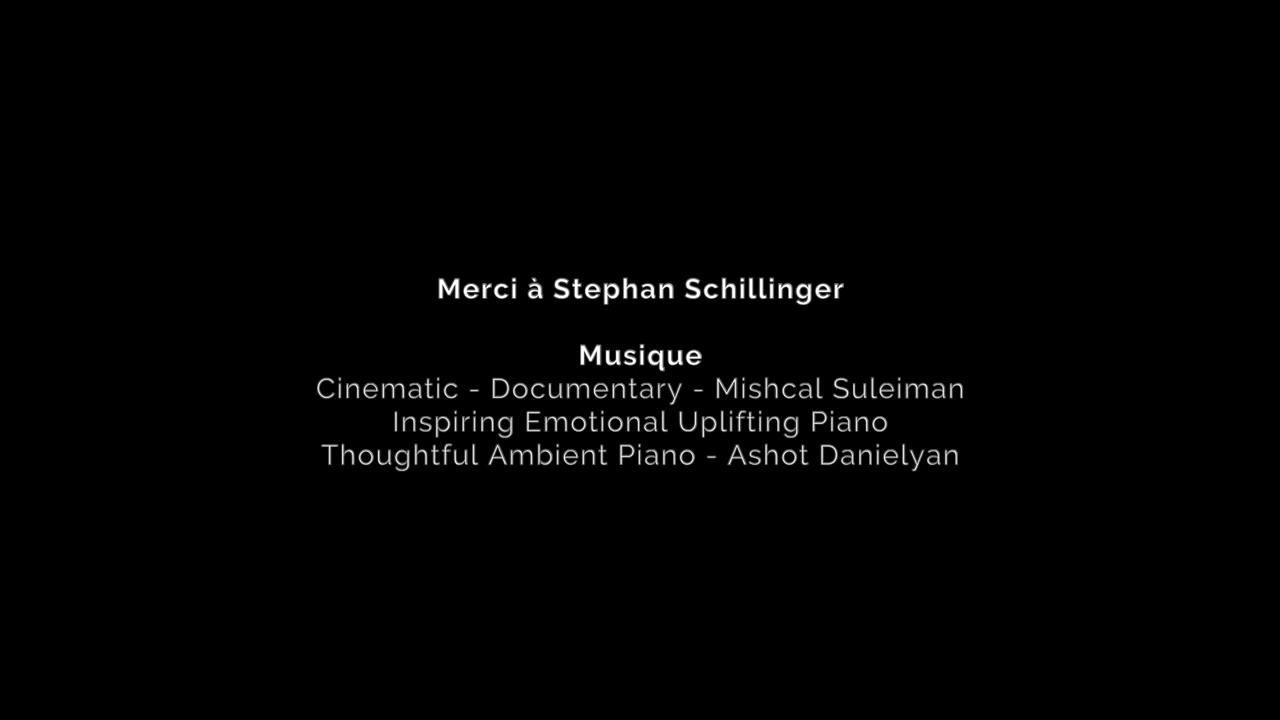 Merci à Stephan Schillinger
Musique
Cinematic - Documentary - Mishcal Suleiman
Inspiring Emotional Uplifting Piano
Thoughtful Ambient Piano - Ashot Danielyan